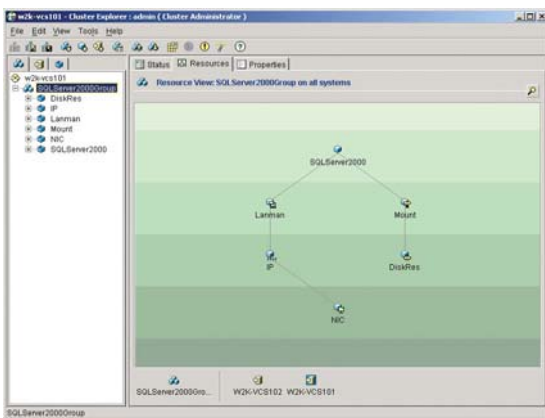 w2k-vcs101 - Cluster Explorer : admin ( Cluster Administrator )
File Edit View Tools Help
Status Resources Properties
w2k-vcs101
SQLServer2000Group
DiskRes
IP
Lanman
Mount
NIC
SQLServer2000
Resource View: SQLServer2000Group on all systems
SQLServer2000
Lanman Mount
IP DiskRes
NIC
SQLServer2000Gro... W2K-VCS102 W2K-VCS101
SQLServer2000Group